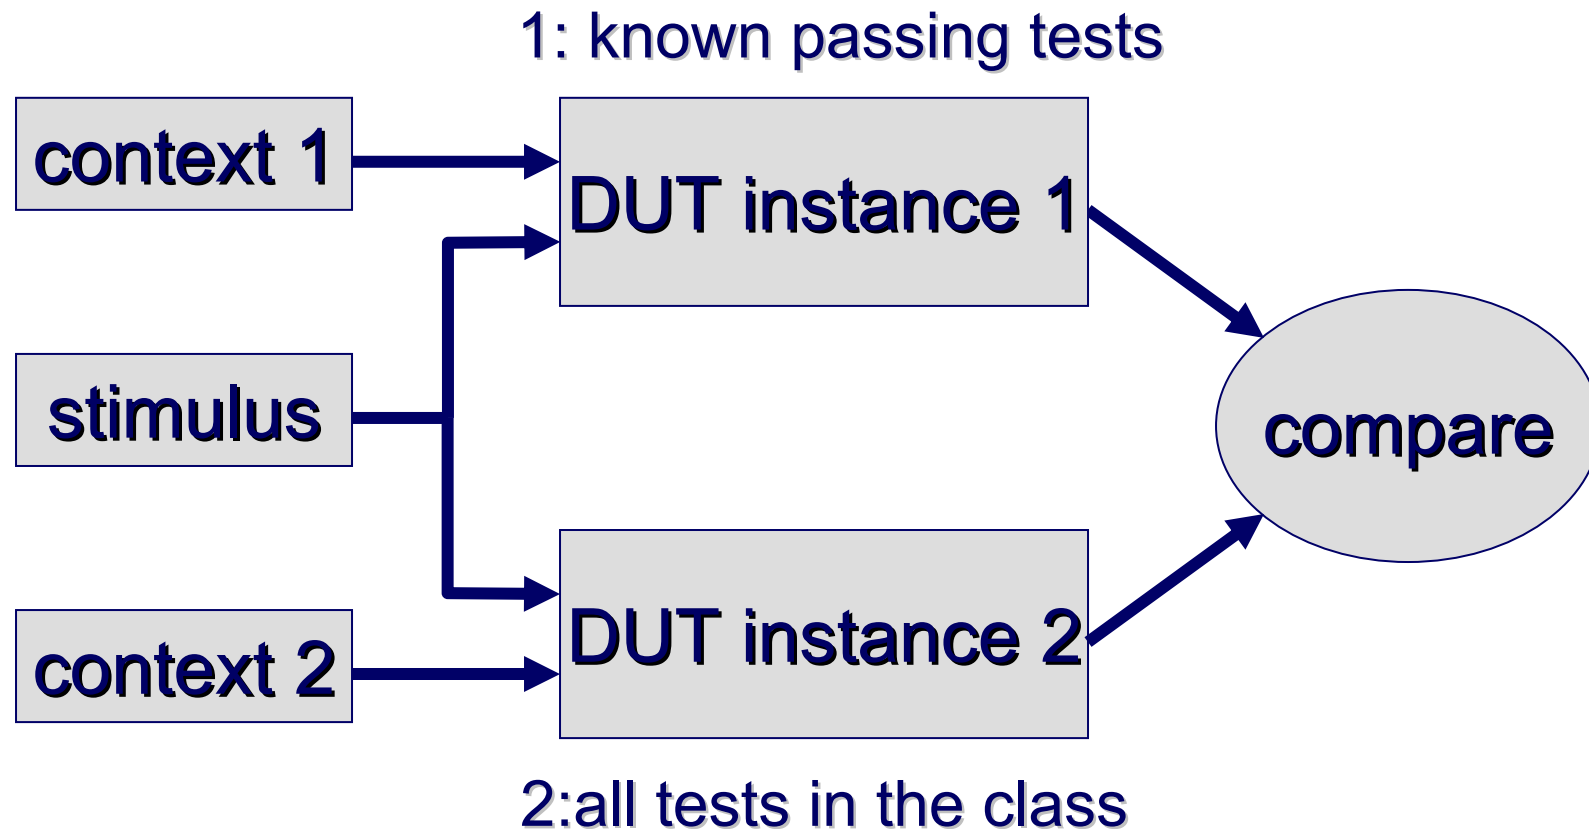 1: known passing tests
context 1
DUT instance 1
stimulus
compare
context 2
DUT instance 2
2:all tests in the class